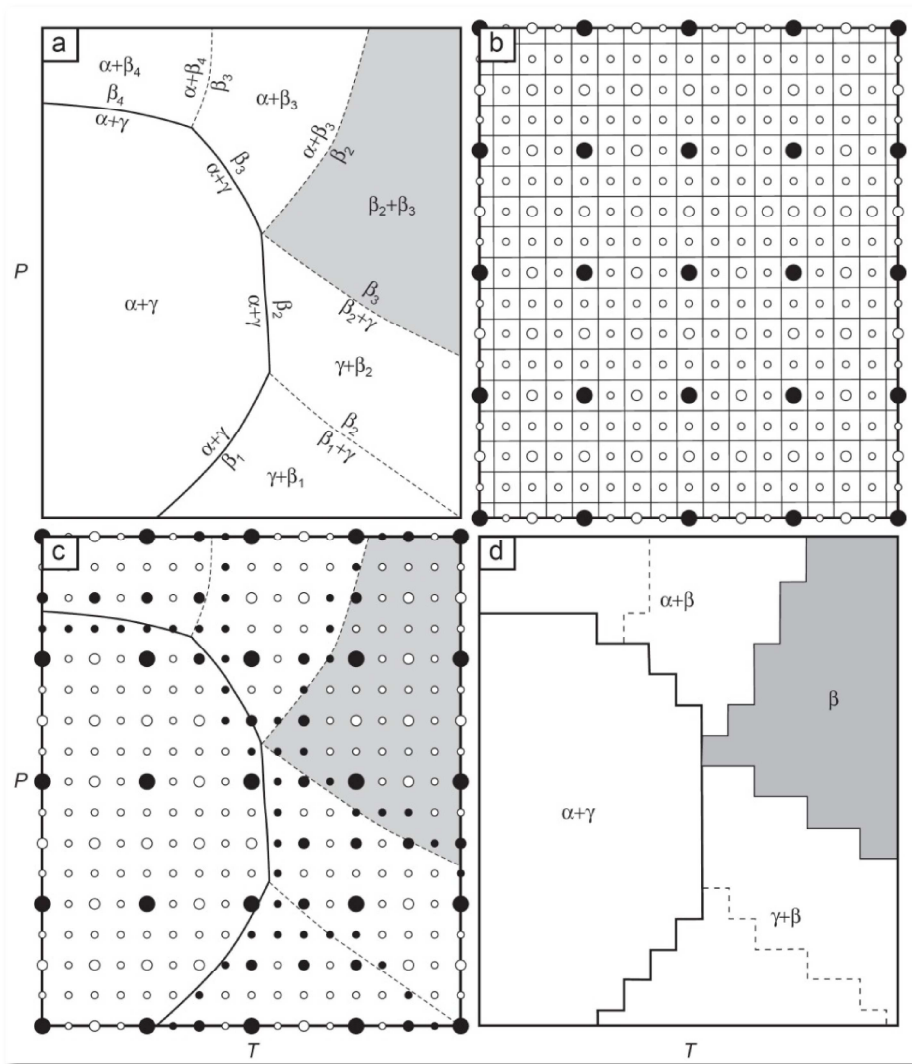 a
α+β₄
α+β₄
β₃
α+β₃
β₄
α+γ
α+β₃
β₂
β₃
α+γ
β₂+β₃
P
α+γ
β₂
α+γ
β₃
β₂+γ
γ+β₂
α+γ
β₁
β₂
β₁+γ
γ+β₁
b
c
P
T
d
α+β
β
α+γ
γ+β
T